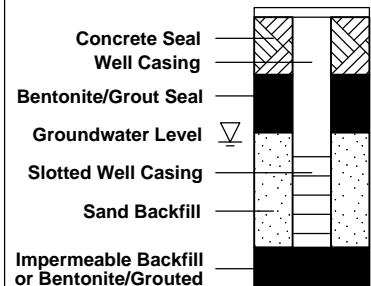 Concrete Seal
Well Casing
Bentonite/Grout Seal
Groundwater Level
Slotted Well Casing
Sand Backfill
Impermeable Backfill
or Bentonite/Grouted